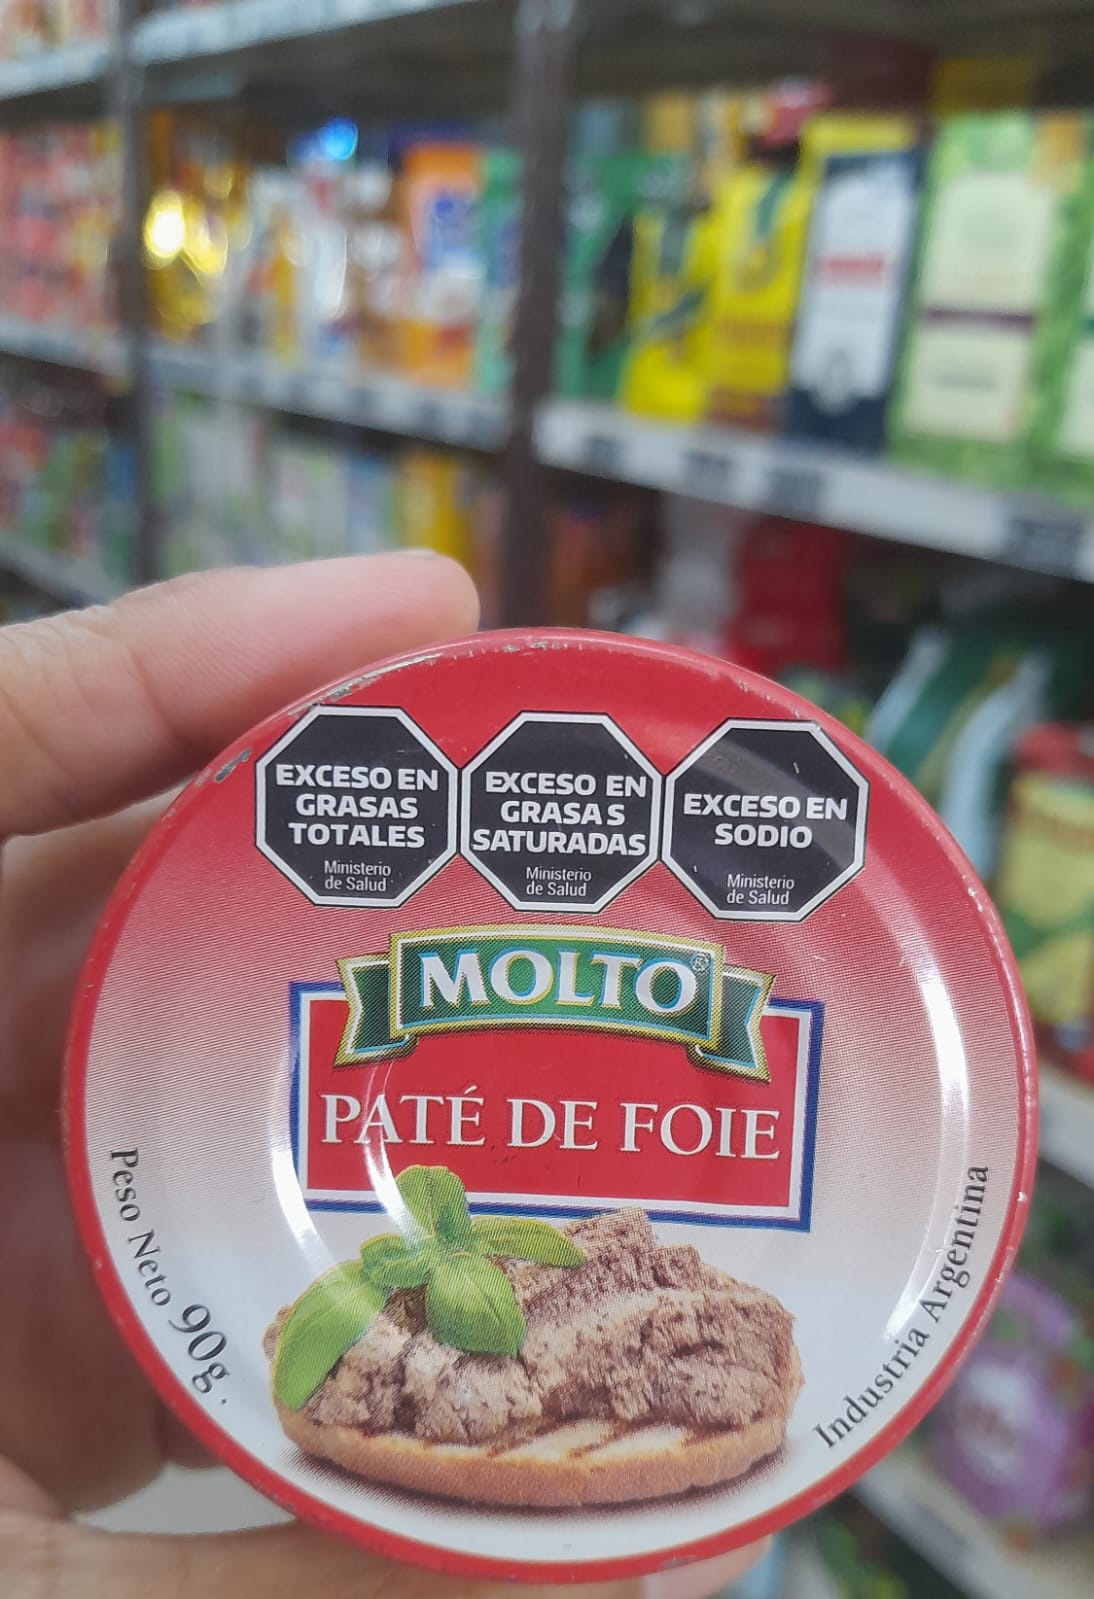 EXCESO EN
GRASAS
TOTALES
Ministerio
de Salud
EXCESO EN
GRASAS
SATURADAS
Ministerio
de Salud
EXCESO EN
SODIO
Ministerio
de Salud
MOLTO®
PATÉ DE FOIE
Peso Neto 90g.
Industria Argentina